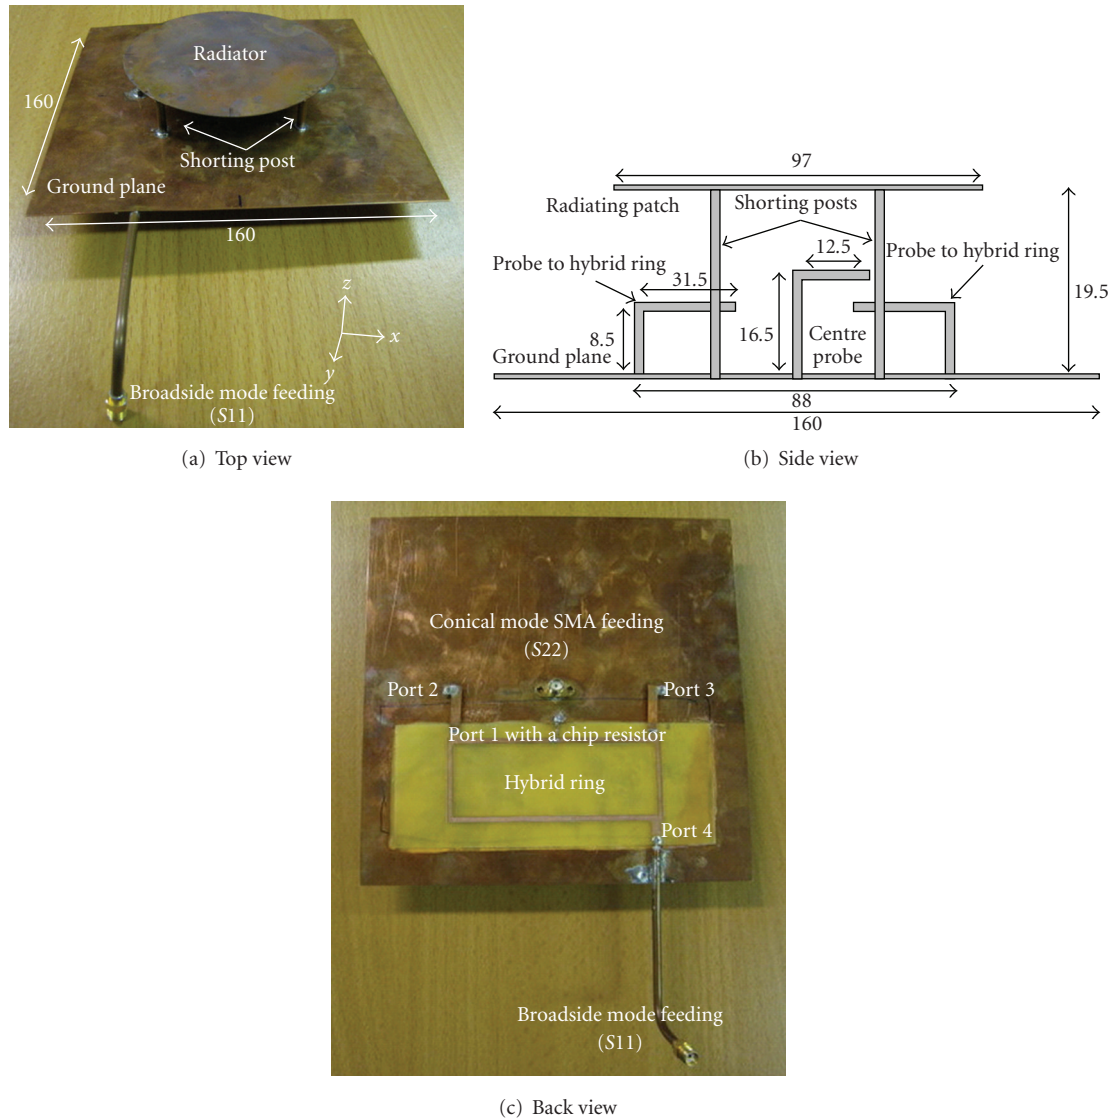 Radiator
160
Shorting post
Ground plane
160
z
x
y
Broadside mode feeding
(S11)
(a) Top view
97
Radiating patch
Shorting posts
12.5
Probe to hybrid ring
Probe to hybrid ring
31.5
19.5
8.5
16.5
Centre
probe
Ground plane
88
160
(b) Side view
Conical mode SMA feeding
(S22)
Port 2
Port 3
Port 1 with a chip resistor
Hybrid ring
Port 4
Broadside mode feeding
(S11)
(c) Back view